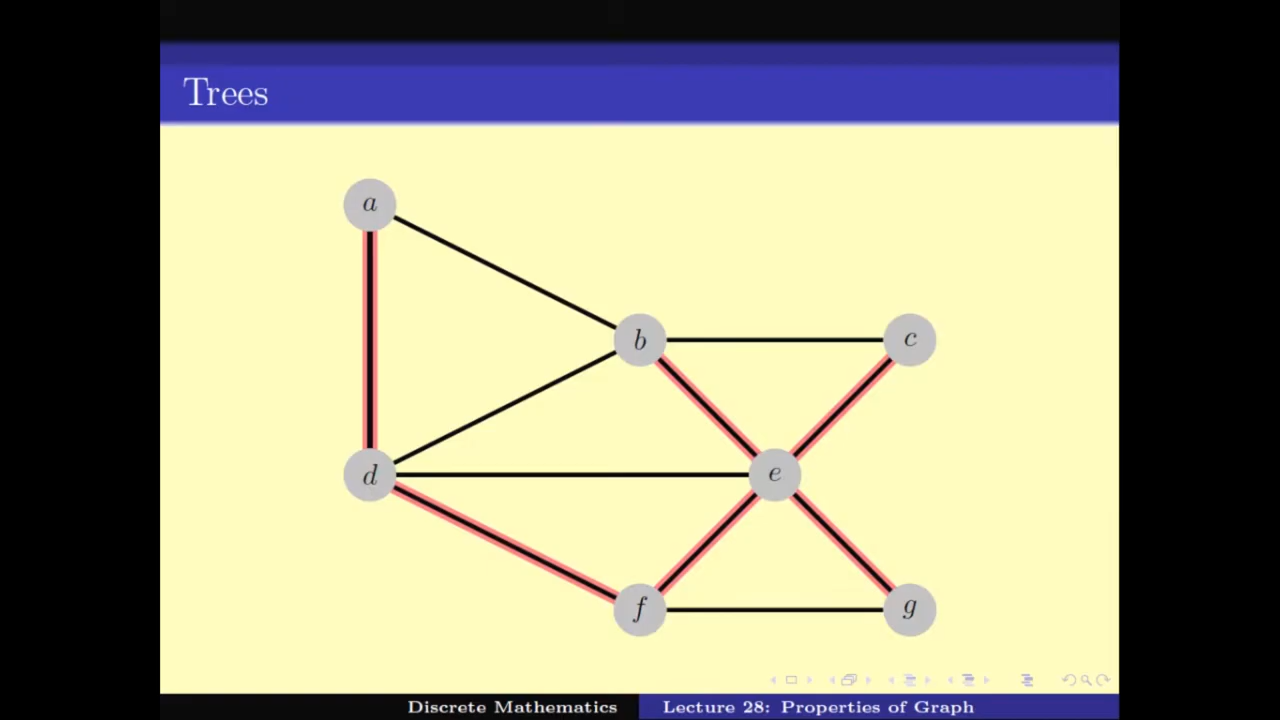 Trees
a
b
c
d
e
f
g
Discrete Mathematics
Lecture 28: Properties of Graph